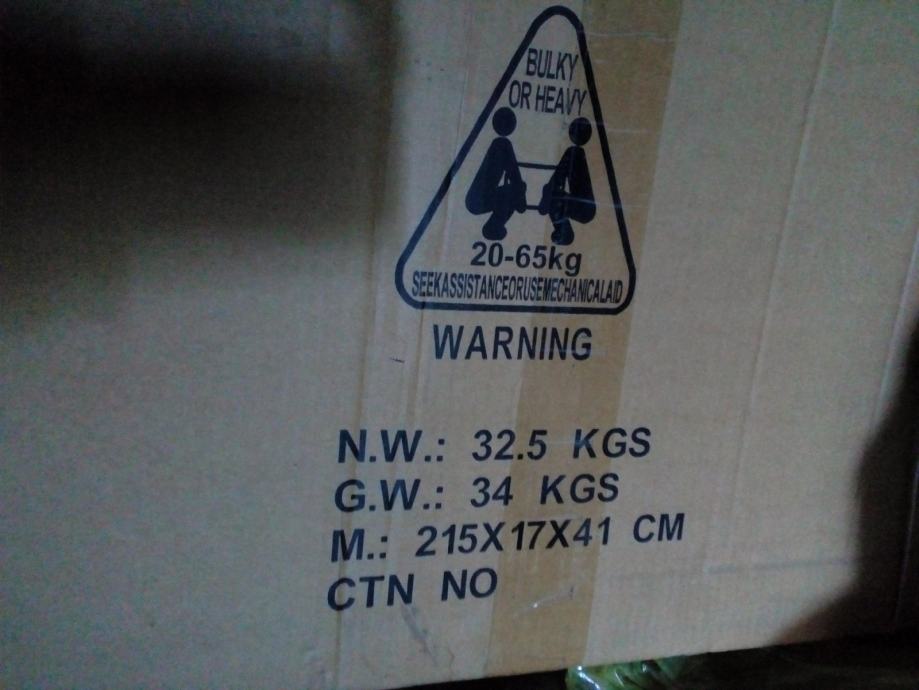 BULKY
OR HEAVY
20-65kg
SEEKASSISTANCEORUSEMECHANICALAID
WARNING
N.W.: 32.5 KGS
G.W.: 34 KGS
M.: 215X17X41 CM
CTN NO